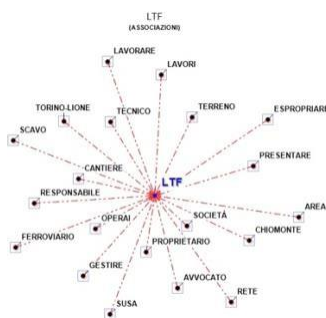 LTF
(ASSOCIAZIONI)
LAVORARE
LAVORI
TORINO-LIONE
TECNICO
TERRENO
ESPROPRIARE
SCAVO
CANTIERE
PRESENTARE
LTF
RESPONSABILE
OPERAI
SOCIETÁ
AREA
FERROVIARIO
PROPRIETARIO
CHIOMONTE
GESTIRE
AVVOCATO
SUSA
RETE